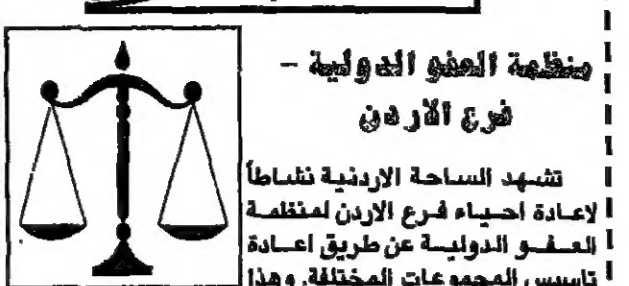 منظمة العفو الدولية -
فرع الاردن
تشهد الساحة الاردنية نشاطاً
لاعادة احياء فرع الاردن لمنظمة
العفو الدولية عن طريق اعادة
تاسيس المجموعات المختلفة. وهذا